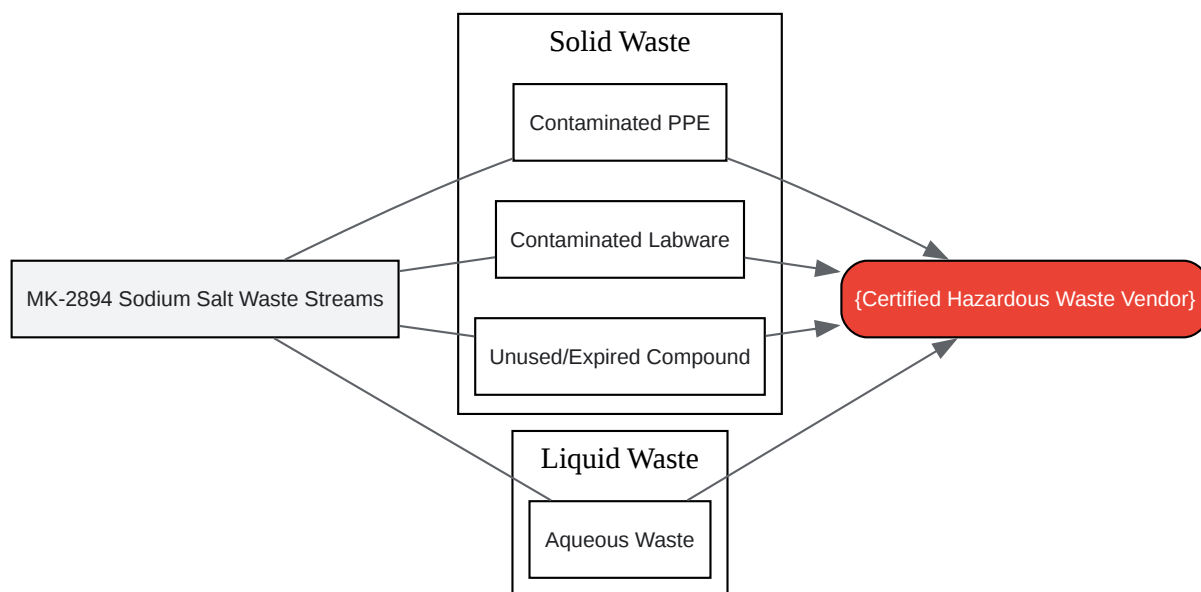 Solid Waste
Contaminated PPE
Contaminated Labware
MK-2894 Sodium Salt Waste Streams
{Certified Hazardous Waste Vendor}
Unused/Expired Compound
Liquid Waste
Aqueous Waste